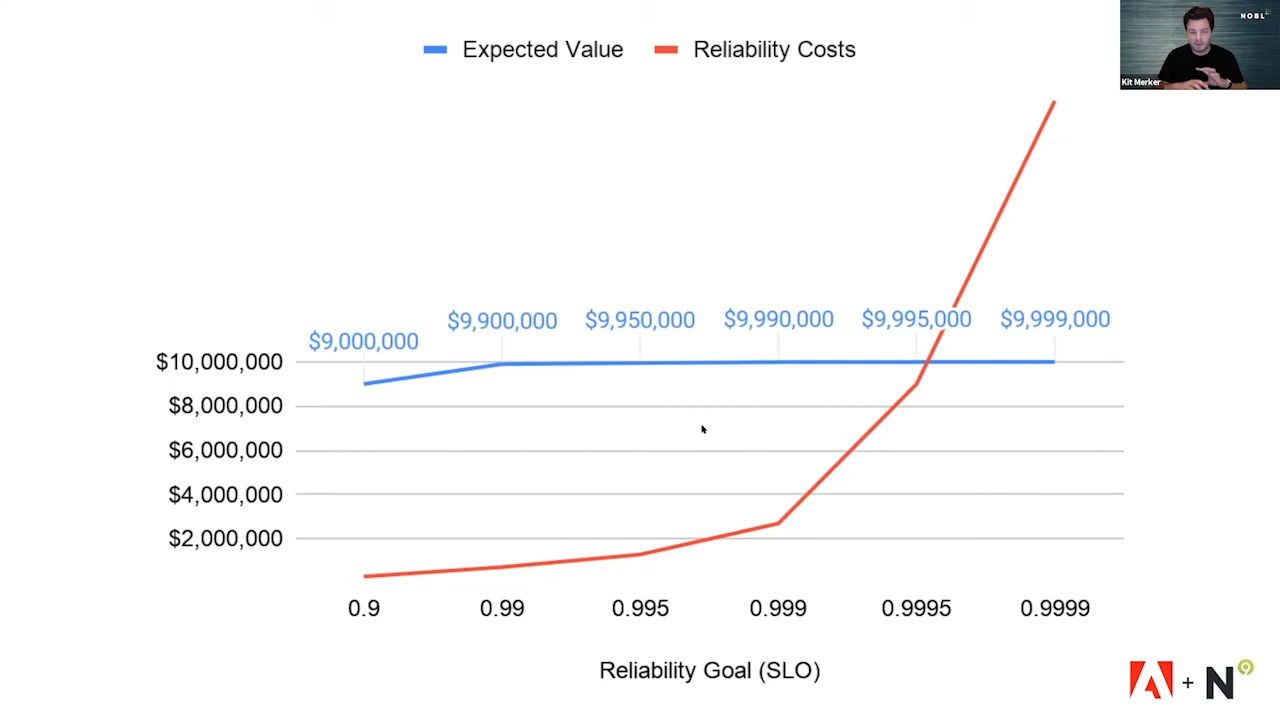 Expected Value
Reliability Costs
NOBL
Kit Merker
$9,000,000
$9,900,000
$9,950,000
$9,990,000
$9,995,000
$9,999,000
$10,000,000
$8,000,000
$6,000,000
$4,000,000
$2,000,000
0.9 0.99 0.995 0.999 0.9995 0.9999
Reliability Goal (SLO)
+ N9